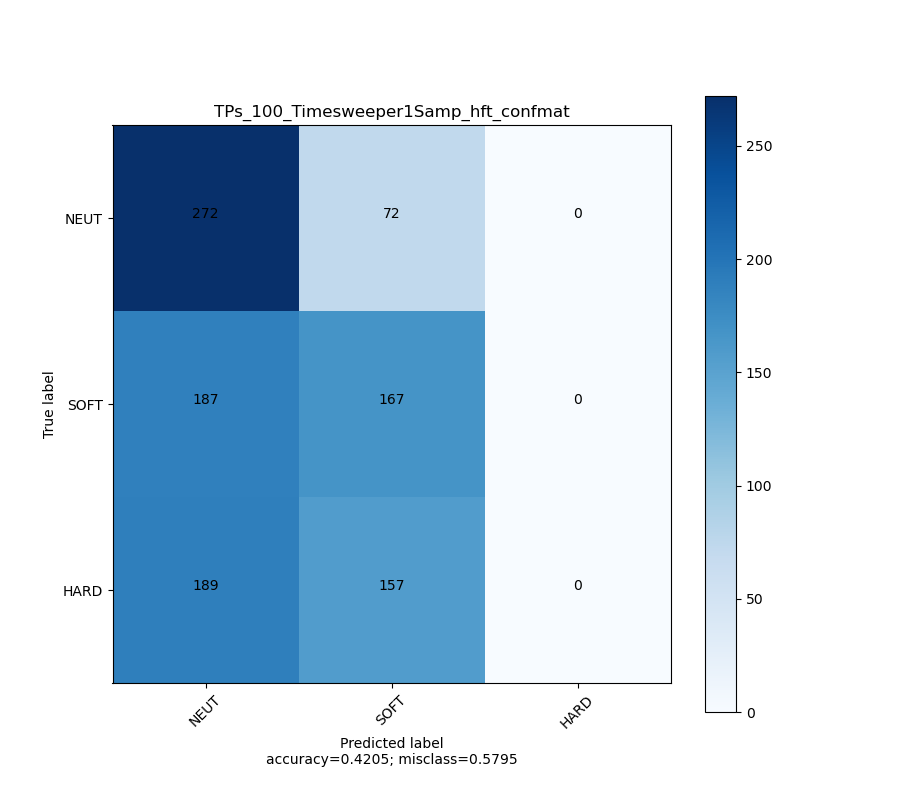 TPs_100_Timesweeper1Samp_hft_confmat
250
200
150
100
50
0
True label
NEUT
272
72
0
SOFT
187
167
0
HARD
189
157
0
NEUT
SOFT
HARD
Predicted label
accuracy=0.4205; misclass=0.5795